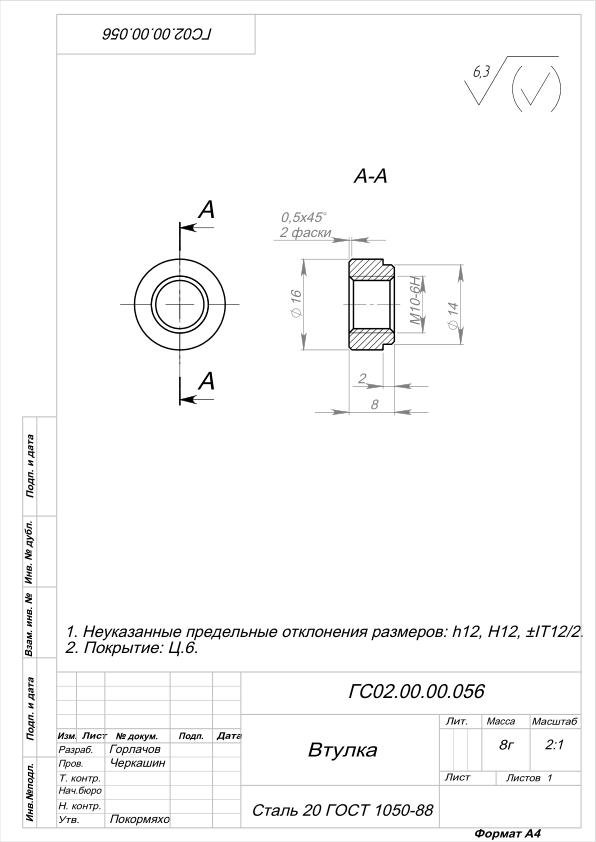 ГС02.00.00.056
6,3
А-А
А
0,5х45°
2 фаски
∅ 16
М10-6Н
∅ 14
А
2
8
Подп. и дата
Инв. № дубл.
Взам. инв. №
Подп. и дата
Инв.№подл.
1. Неуказанные предельные отклонения размеров: h12, H12, ±IT12/2.
2. Покрытие: Ц.6.
ГС02.00.00.056
Изм. Лист № докум. Подп. Дата
Разраб. Горлачов
Пров. Черкашин
Т. контр.
Нач.бюро
Н. контр.
Утв. Покормяхо
Втулка
Лит. Масса Масштаб
8г 2:1
Лист Листов 1
Сталь 20 ГОСТ 1050-88
Формат А4